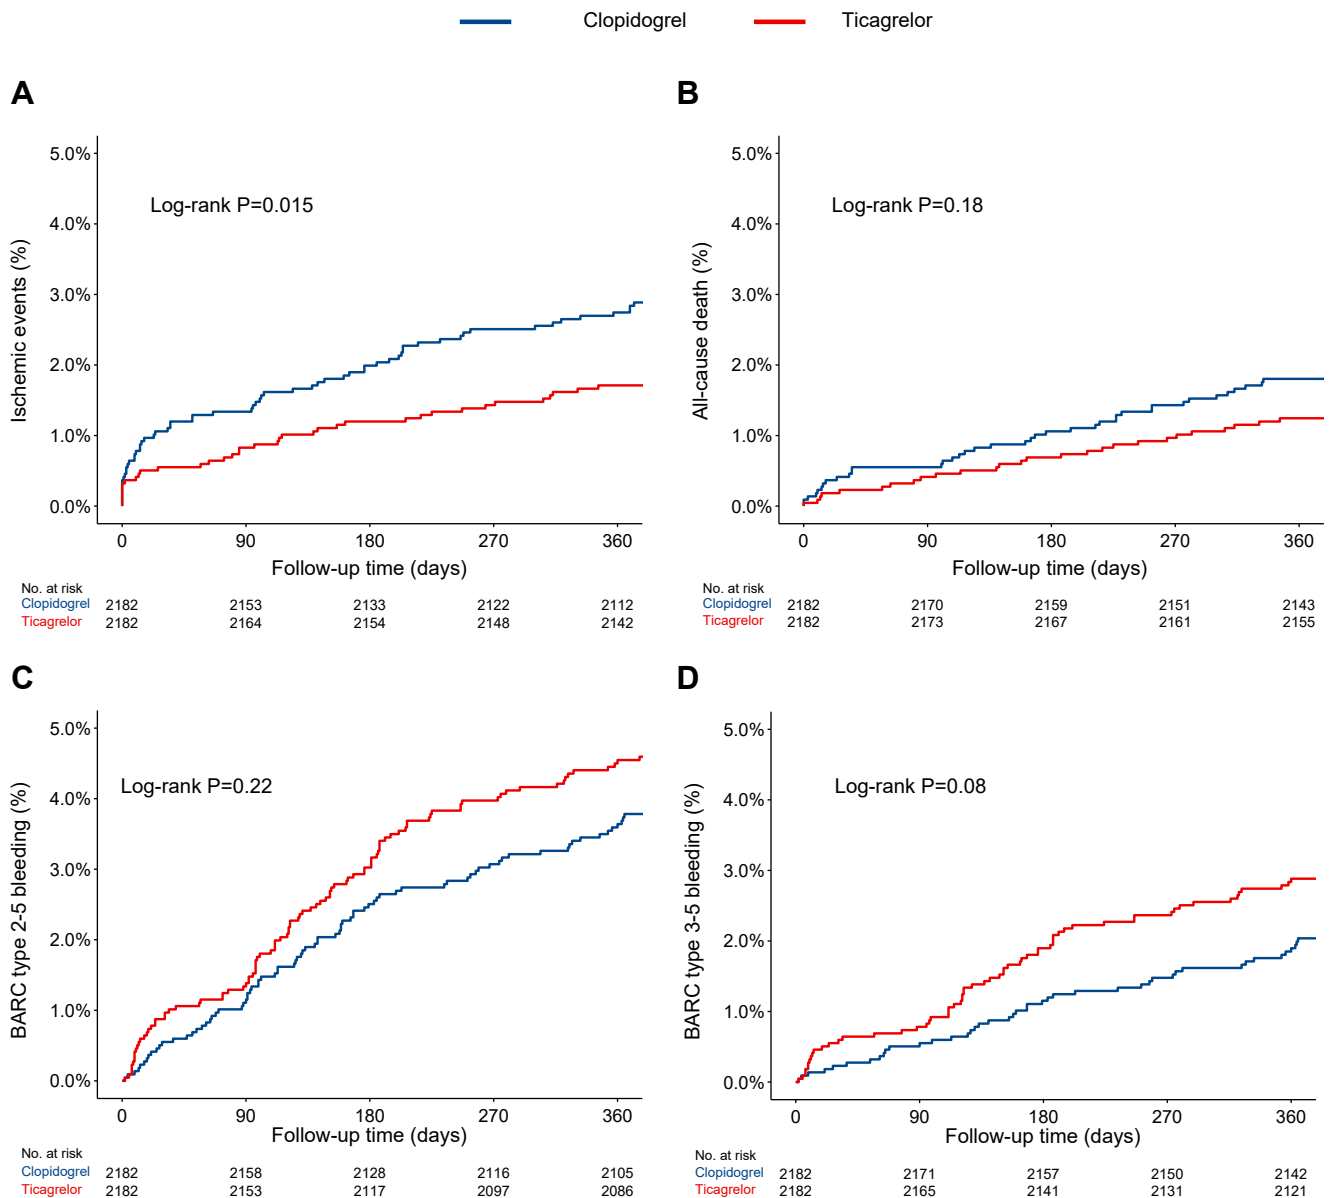 Clopidogrel Ticagrelor
A
5.0%
4.0%
3.0%
2.0%
1.0%
0.0%
Ischemic events (%)
Log-rank P=0.015
0 90 180 270 360
Follow-up time (days)
No. at risk
Clopidogrel 2182 2153 2133 2122 2112
Ticagrelor 2182 2164 2154 2148 2142
B
5.0%
4.0%
3.0%
2.0%
1.0%
0.0%
All-cause death (%)
Log-rank P=0.18
0 90 180 270 360
Follow-up time (days)
Clopidogrel 2182 2170 2159 2151 2143
Ticagrelor 2182 2173 2167 2161 2155
C
5.0%
4.0%
3.0%
2.0%
1.0%
0.0%
BARC type 2-5 bleeding (%)
Log-rank P=0.22
0 90 180 270 360
Follow-up time (days)
No. at risk
Clopidogrel 2182 2158 2128 2116 2105
Ticagrelor 2182 2153 2117 2097 2086
D
5.0%
4.0%
3.0%
2.0%
1.0%
0.0%
BARC type 3-5 bleeding (%)
Log-rank P=0.08
0 90 180 270 360
Follow-up time (days)
No. at risk
Clopidogrel 2182 2171 2157 2150 2142
Ticagrelor 2182 2165 2141 2131 2121